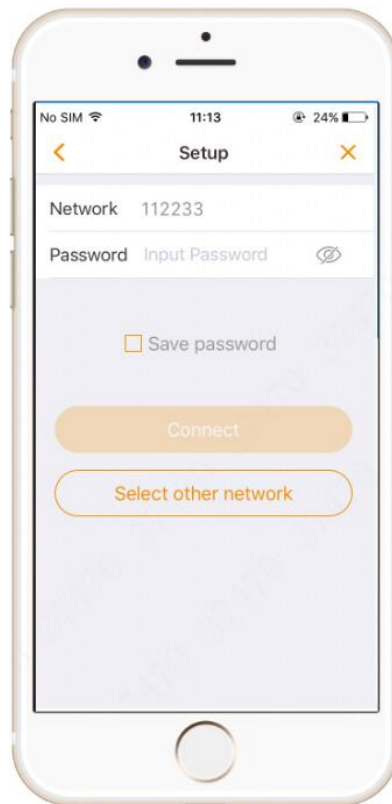 No SIM 11:13 24%
Setup
Network 112233
Password Input Password
Save password
Connect
Select other network